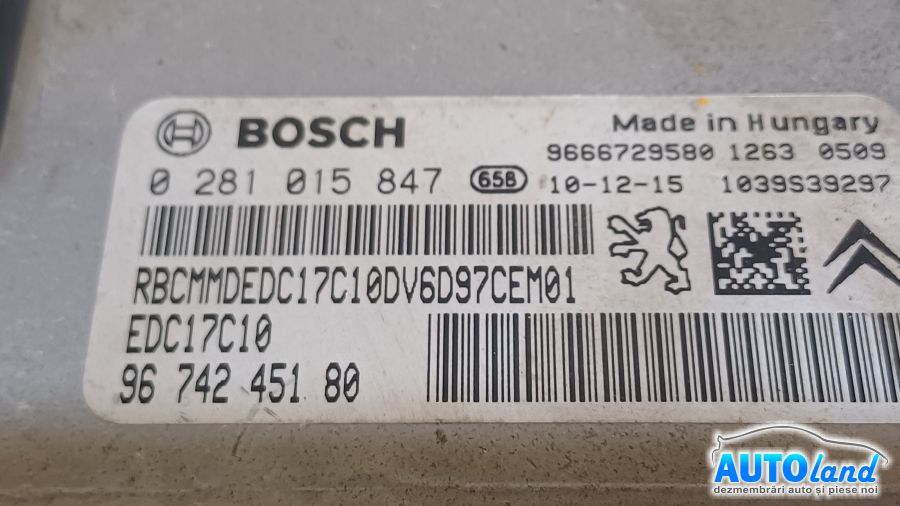 BOSCH
Made in Hungary
9666729580 1263 0509
0 281 015 847 65B 10-12-15 1039S39297
RBCMMDEDC17C10DV6D97CEM01
EDC17C10
96 742 451 80
AUTOland
dezmembrări auto și piese noi